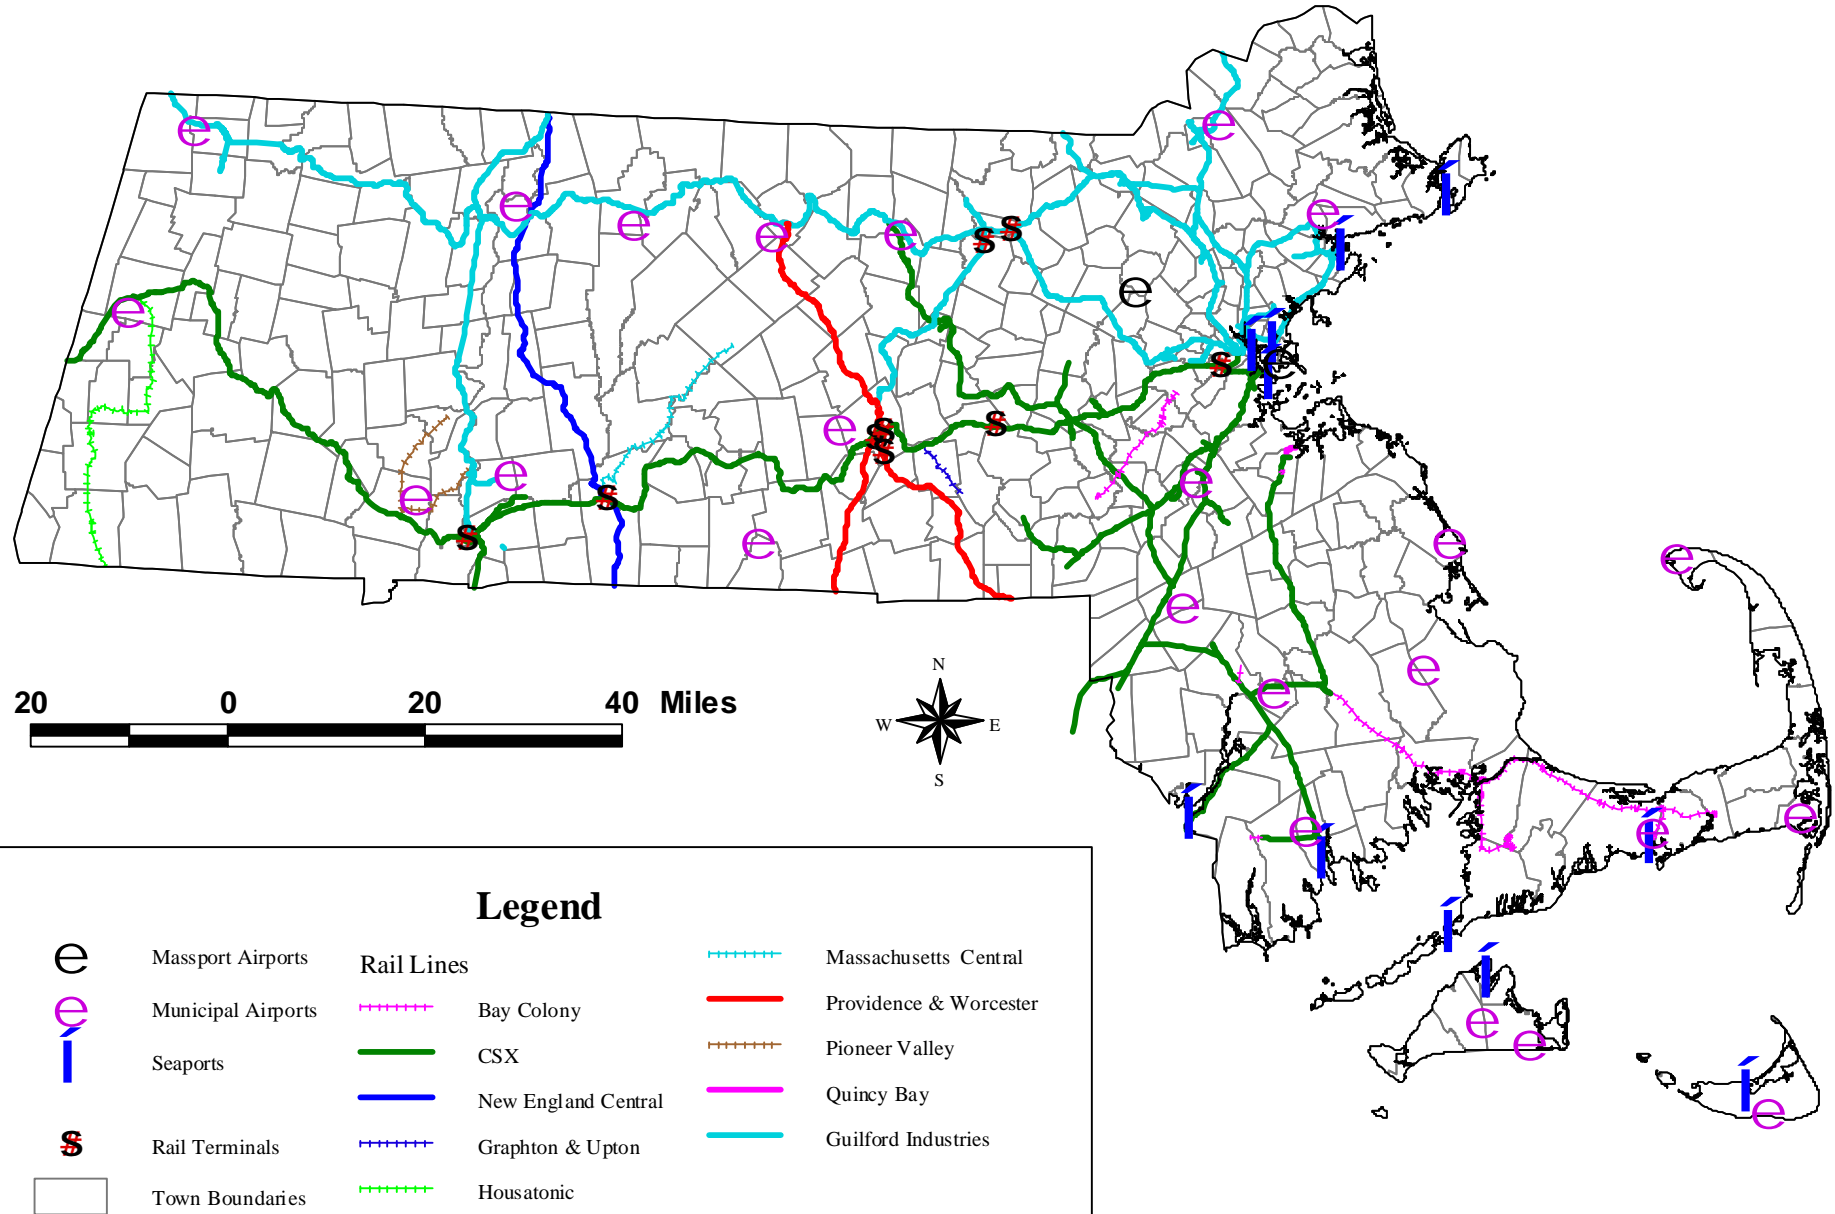 N
W E
S
20 0 20 40 Miles
Legend
Massport Airports
Municipal Airports
Seaports
Rail Terminals
Town Boundaries
Rail Lines
Bay Colony
CSX
New England Central
Graphton & Upton
Housatonic
Massachusetts Central
Providence & Worcester
Pioneer Valley
Quincy Bay
Guilford Industries